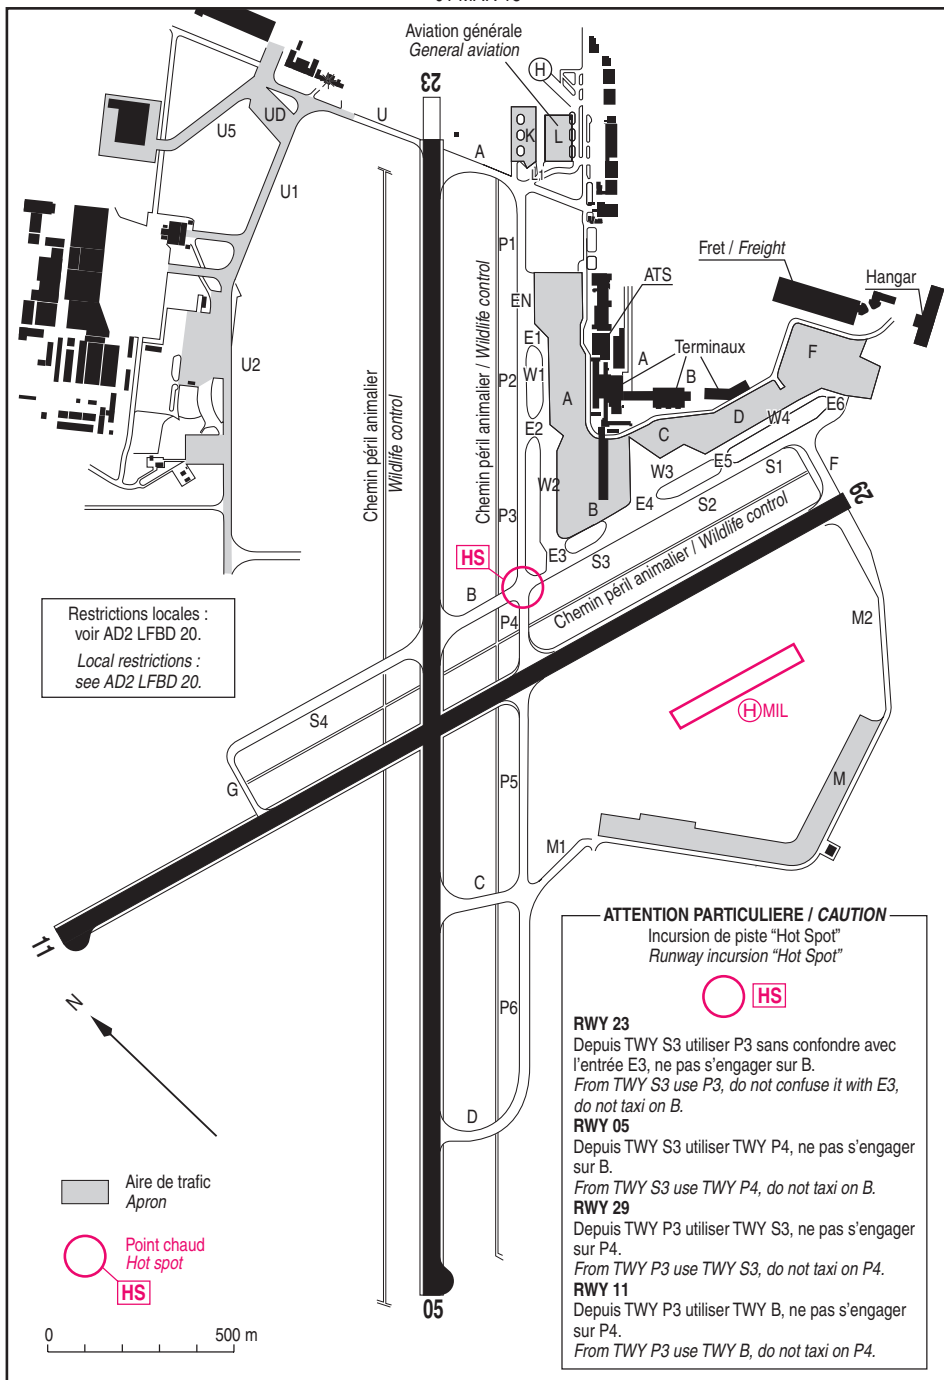 Aviation générale
General aviation
H
23
U
UD
U5
A
K
L
L1
U1
P1
Fret / Freight
ATS
Hangar
EN
E1
A
Terminaux
F
U2
P2
W1
A
B
E6
D
W4
E2
C
Chemin péril animalier
Wildlife control
Chemin péril animalier / Wildlife control
W2
W3
E5
S1
F
E4
S2
29
P3
B
HS
E3
S3
Chemin péril animalier / Wildlife control
B
P4
M2
Restrictions locales :
voir AD2 LFBD 20.
Local restrictions :
see AD2 LFBD 20.
H MIL
S4
G
P5
M
M1
C
11
N
P6
D
ATTENTION PARTICULIERE / CAUTION
Incursion de piste “Hot Spot”
Runway incursion “Hot Spot”
HS
RWY 23
Depuis TWY S3 utiliser P3 sans confondre avec
l’entrée E3, ne pas s’engager sur B.
From TWY S3 use P3, do not confuse it with E3,
do not taxi on B.
RWY 05
Depuis TWY S3 utiliser TWY P4, ne pas s’engager
sur B.
From TWY S3 use TWY P4, do not taxi on B.
RWY 29
Depuis TWY P3 utiliser TWY S3, ne pas s’engager
sur P4.
From TWY P3 use TWY S3, do not taxi on P4.
RWY 11
Depuis TWY P3 utiliser TWY B, ne pas s’engager
sur P4.
From TWY P3 use TWY B, do not taxi on P4.
Aire de trafic
Apron
Point chaud
Hot spot
HS
05
0 500 m